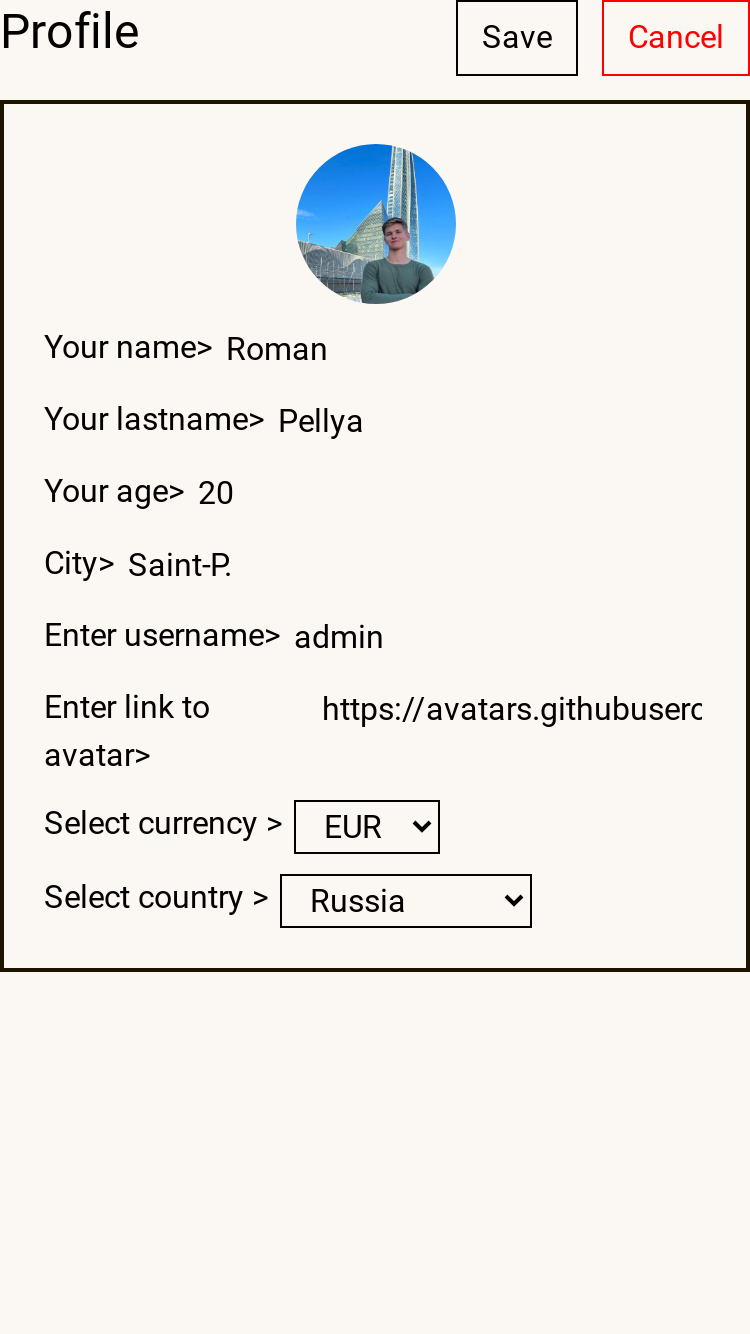 Profile
Save
Cancel
Your name> Roman
Your lastname> Pellya
Your age> 20
City> Saint-P.
Enter username> admin
Enter link to https://avatars.githubuserc
avatar>
Select currency > EUR
Select country > Russia